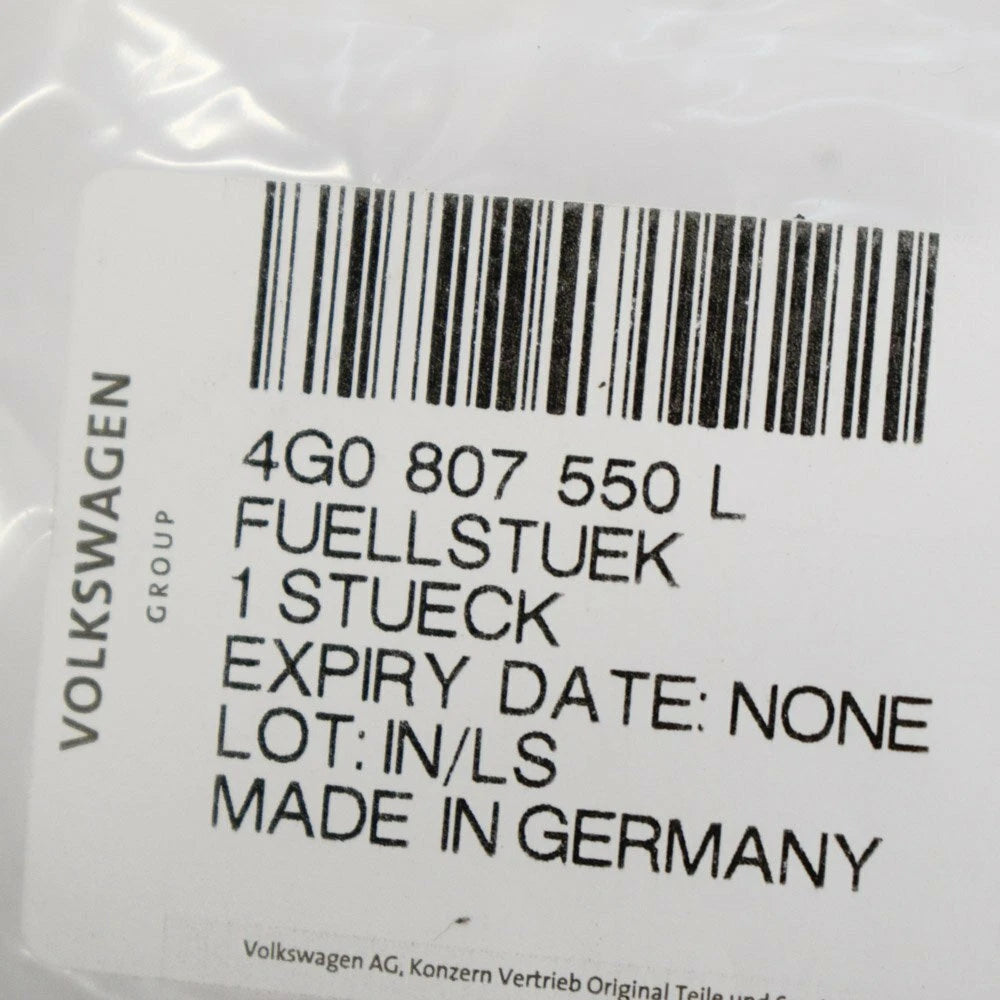 VOLKSWAGEN
GROUP
4G0 807 550 L
FUELLSTUEK
1 STUECK
EXPIRY DATE: NONE
LOT: IN/LS
MADE IN GERMANY
Volkswagen AG, Konzern Vertrieb Original Teile und